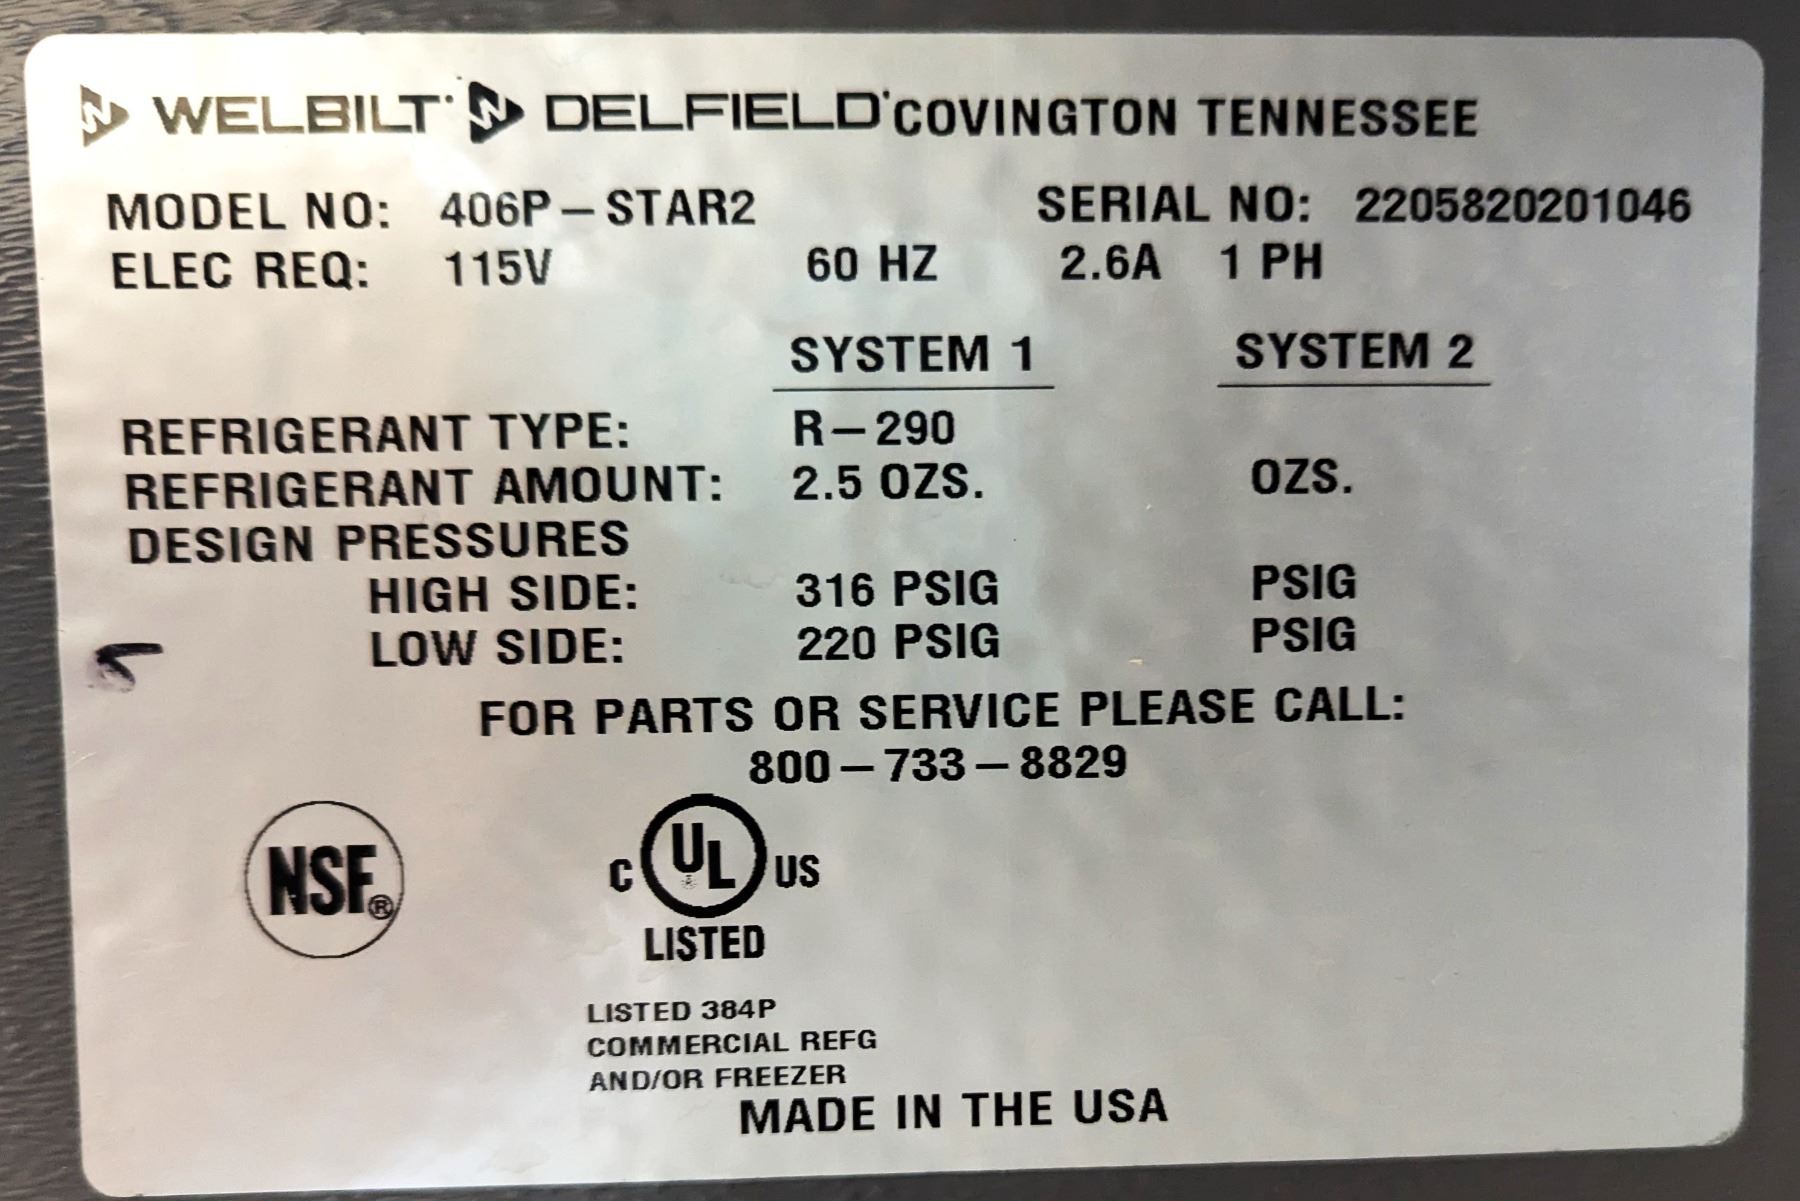 WELBILT DELFIELD COVINGTON TENNESSEE
MODEL NO: 406P-STAR2 SERIAL NO: 2205820201046
ELEC REQ: 115V 60 HZ 2.6A 1 PH
SYSTEM 1 SYSTEM 2
REFRIGERANT TYPE: R-290
REFRIGERANT AMOUNT: 2.5 OZS. OZS.
DESIGN PRESSURES
HIGH SIDE: 316 PSIG PSIG
LOW SIDE: 220 PSIG PSIG
FOR PARTS OR SERVICE PLEASE CALL:
800-733-8829
NSF®
C UL US
LISTED
LISTED 384P
COMMERCIAL REFG
AND/OR FREEZER
MADE IN THE USA